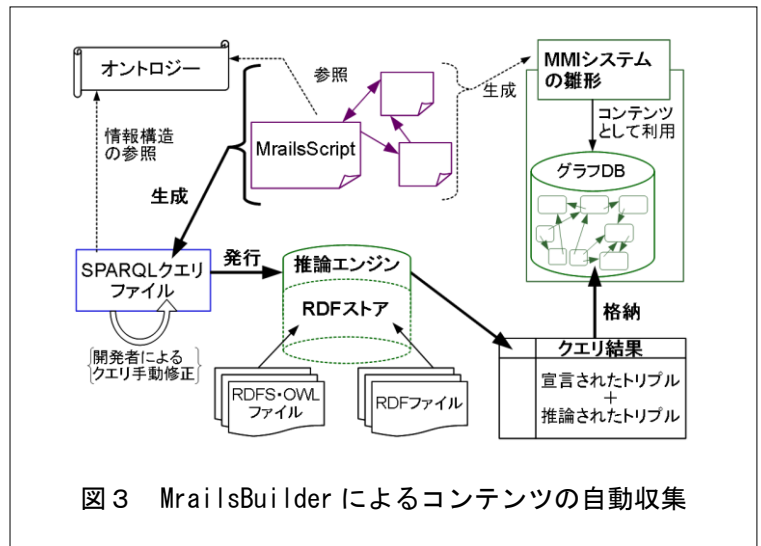 オントロジー
参照
生成
MMIシステム
の雛形
情報構造
の参照
MrailsScript
コンテンツ
として利用
グラフDB
生成
SPARQLクエリ
ファイル
発行
推論エンジン
RDFストア
格納
開発者による
クエリ手動修正
RDFS・OWL
ファイル
RDFファイル
クエリ結果
宣言されたトリプル
+
推論されたトリプル
図3 MrailsBuilderによるコンテンツの自動収集